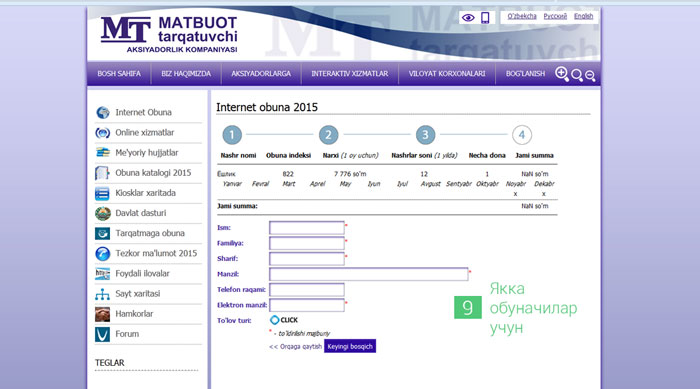 MT MATBUOT
tarqatuvchi
AKSIYADORLIK KOMPANIYASI
O'zbekcha Русский English
BOSH SAHIFA BIZ HAQIMIZDA AKSIYADORLARGA INTERAKTIV XIZMATLAR VILOYAT KORXONALARI BOG'LANISH
Internet Obuna
Online xizmatlar
Me'yoriy hujjatlar
Obuna katalogi 2015
Kiosklar xaritada
Davlat dasturi
Tarqatmaga obuna
Tezkor ma'lumot 2015
Foydali ilovalar
Sayt xaritasi
Hamkorlar
Forum
TEGLAR
Internet obuna 2015
1 2 3 4
Nashr nomi Obuna indeksi Narxi (1 oy uchun) Nashrlar soni (1 yilda) Necha dona Jami summa
Ёшлик 822 7 776 so'm 12 1 NaN so'm
Yanvar Fevral Mart Aprel May Iyun Iyul Avgust Sentyabr Oktyabr Noyabr Dekabr
x x
Jami summa: NaN so'm
Ism: *
Familiya: *
Sharif: *
Manzil: *
Telefon raqami:
Elektron manzil: *
To'lov turi: CLICK
* - to'ldirilishi majburiy
<< Orqaga qaytish Keyingi bosqich
9 Якка
обуначилар
учун